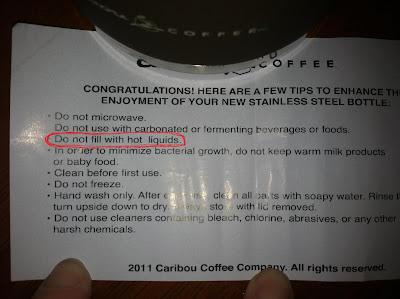 COFFEE
CONGRATULATIONS! HERE ARE A FEW TIPS TO ENHANCE THE
ENJOYMENT OF YOUR NEW STAINLESS STEEL BOTTLE:
· Do not microwave.
· Do not use with carbonated or fermenting beverages or foods.
· Do not fill with hot liquids.
· In order to minimize bacterial growth, do not keep warm milk products
or baby food.
· Clean before first use.
· Do not freeze.
· Hand wash only. After clean all parts with soapy water. Rinse
turn upside down to dry with lid removed.
· Do not use cleaners containing bleach, chlorine, abrasives, or any other
harsh chemicals.
2011 Caribou Coffee Company. All rights reserved.